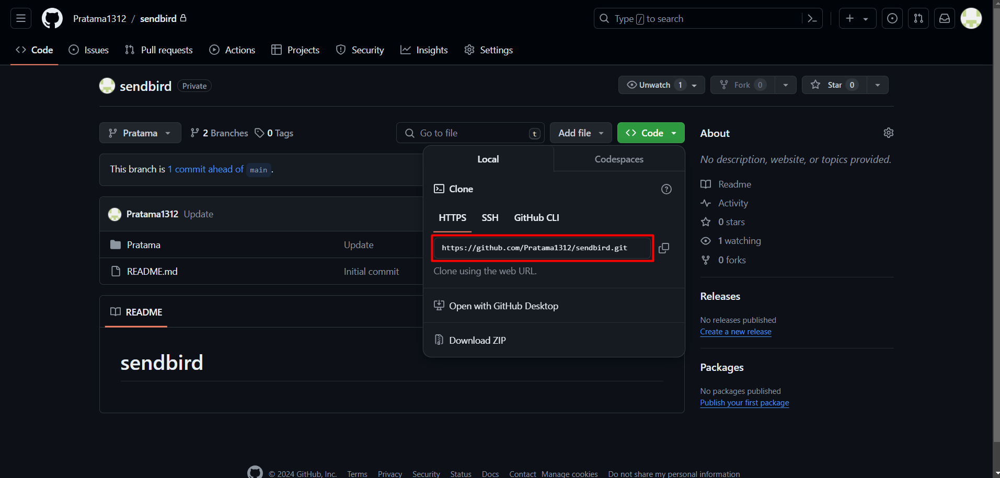 Pratama1312 / sendbird
Type / to search
Code
Issues
Pull requests
Actions
Projects
Security
Insights
Settings
sendbird Private
Unwatch 1
Fork 0
Star 0
Pratama
2 Branches
0 Tags
Go to file t
Add file
Code
This branch is 1 commit ahead of main .
Pratama1312 Update
Pratama Update
README.md Initial commit
README
sendbird
Local
Codespaces
Clone
HTTPS SSH GitHub CLI
https://github.com/Pratama1312/sendbird.git
Clone using the web URL.
Open with GitHub Desktop
Download ZIP
About
No description, website, or topics provided.
Readme
Activity
0 stars
1 watching
0 forks
Releases
No releases published
Create a new release
Packages
No packages published
Publish your first package
© 2024 GitHub, Inc. Terms Privacy Security Status Docs Contact Manage cookies Do not share my personal information